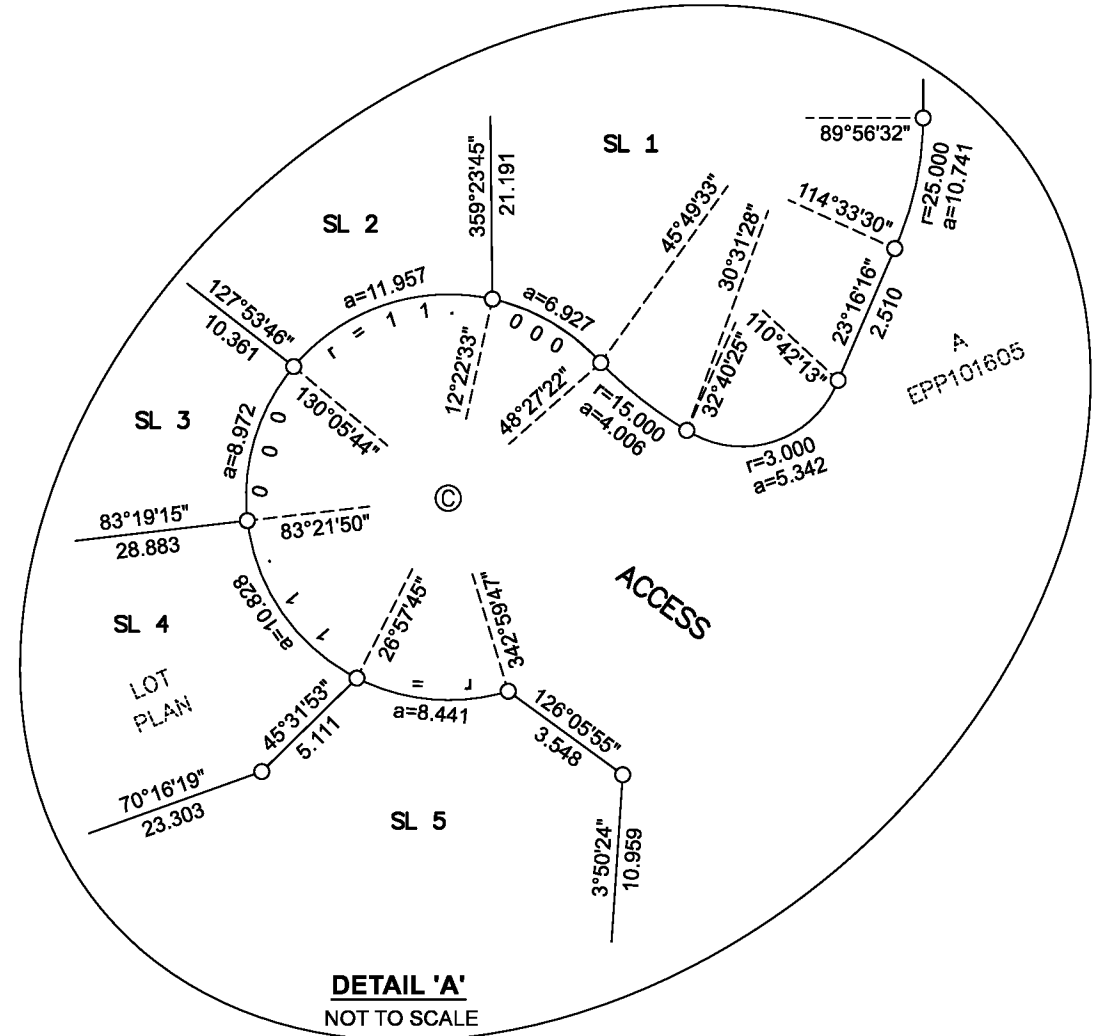 SL 1
89°56'32"
r=25.000
a=10.741
114°33'30"
23°16'16"
2.510
110°42'13"
A
EPP101605
45°49'33"
30°31'28"
32°40'25"
359°23'45"
21.191
SL 2
a=11.957
a=6.927
r = 11.000
12°22'33"
48°27'22"
r=15.000
a=4.006
r=3.000
a=5.342
127°53'46"
10.361
130°05'44"
SL 3
a=8.972
83°19'15"
28.883
83°21'50"
C
ACCESS
SL 4
LOT
PLAN
a=10.828
r = 11.000
26°57'45"
342°59'47"
a=8.441
45°31'53"
5.111
126°05'55"
3.548
70°16'19"
23.303
SL 5
3°50'24"
10.959
DETAIL 'A'
NOT TO SCALE